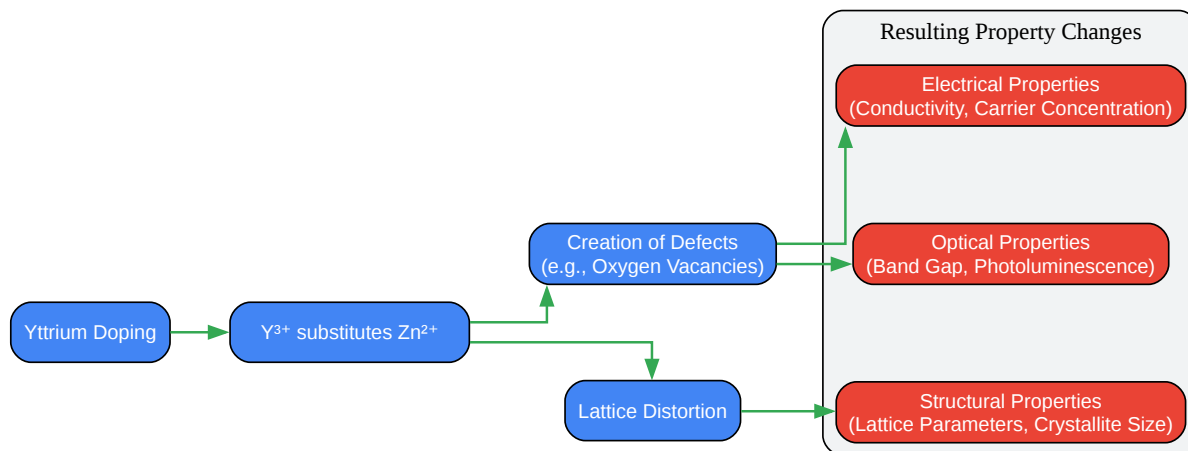 Resulting Property Changes
Electrical Properties
(Conductivity, Carrier Concentration)
Creation of Defects
(e.g., Oxygen Vacancies)
Optical Properties
(Band Gap, Photoluminescence)
Yttrium Doping
Y³⁺ substitutes Zn²⁺
Lattice Distortion
Structural Properties
(Lattice Parameters, Crystallite Size)